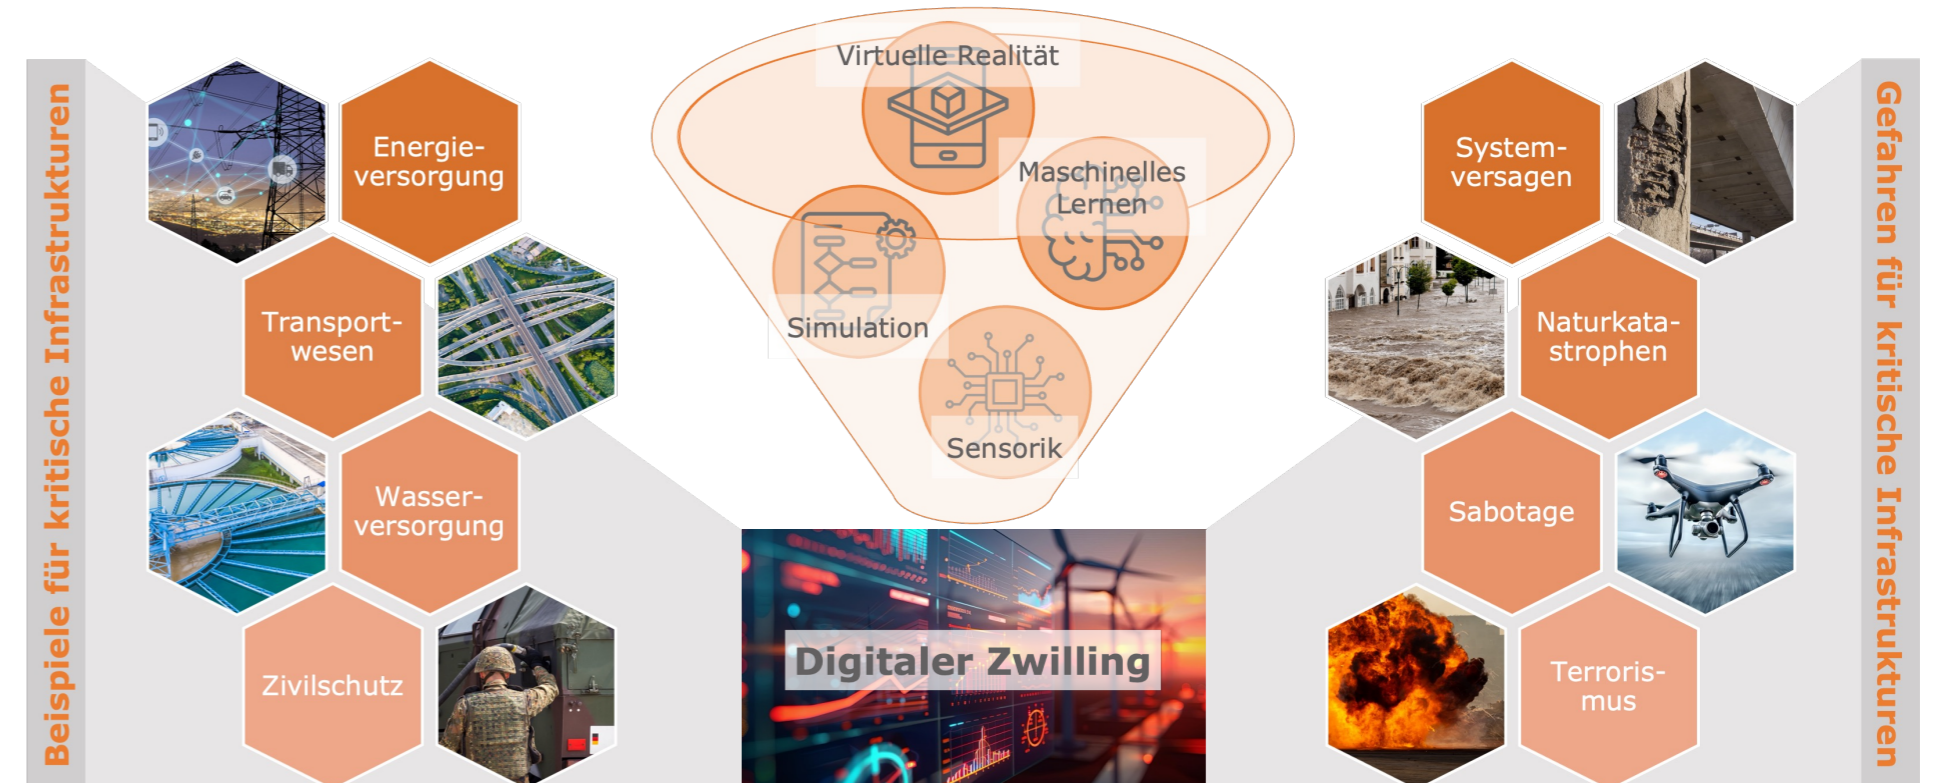 Beispiele für kritische Infrastrukturen
Energie-
versorgung
Transport-
wesen
Wasser-
versorgung
Zivilschutz
Virtuelle Realität
Maschinelles
Lernen
Simulation
Sensorik
Digitaler Zwilling
System-
versagen
Naturkata-
strophen
Sabotage
Terroris-
mus
Gefahren für kritische Infrastrukturen